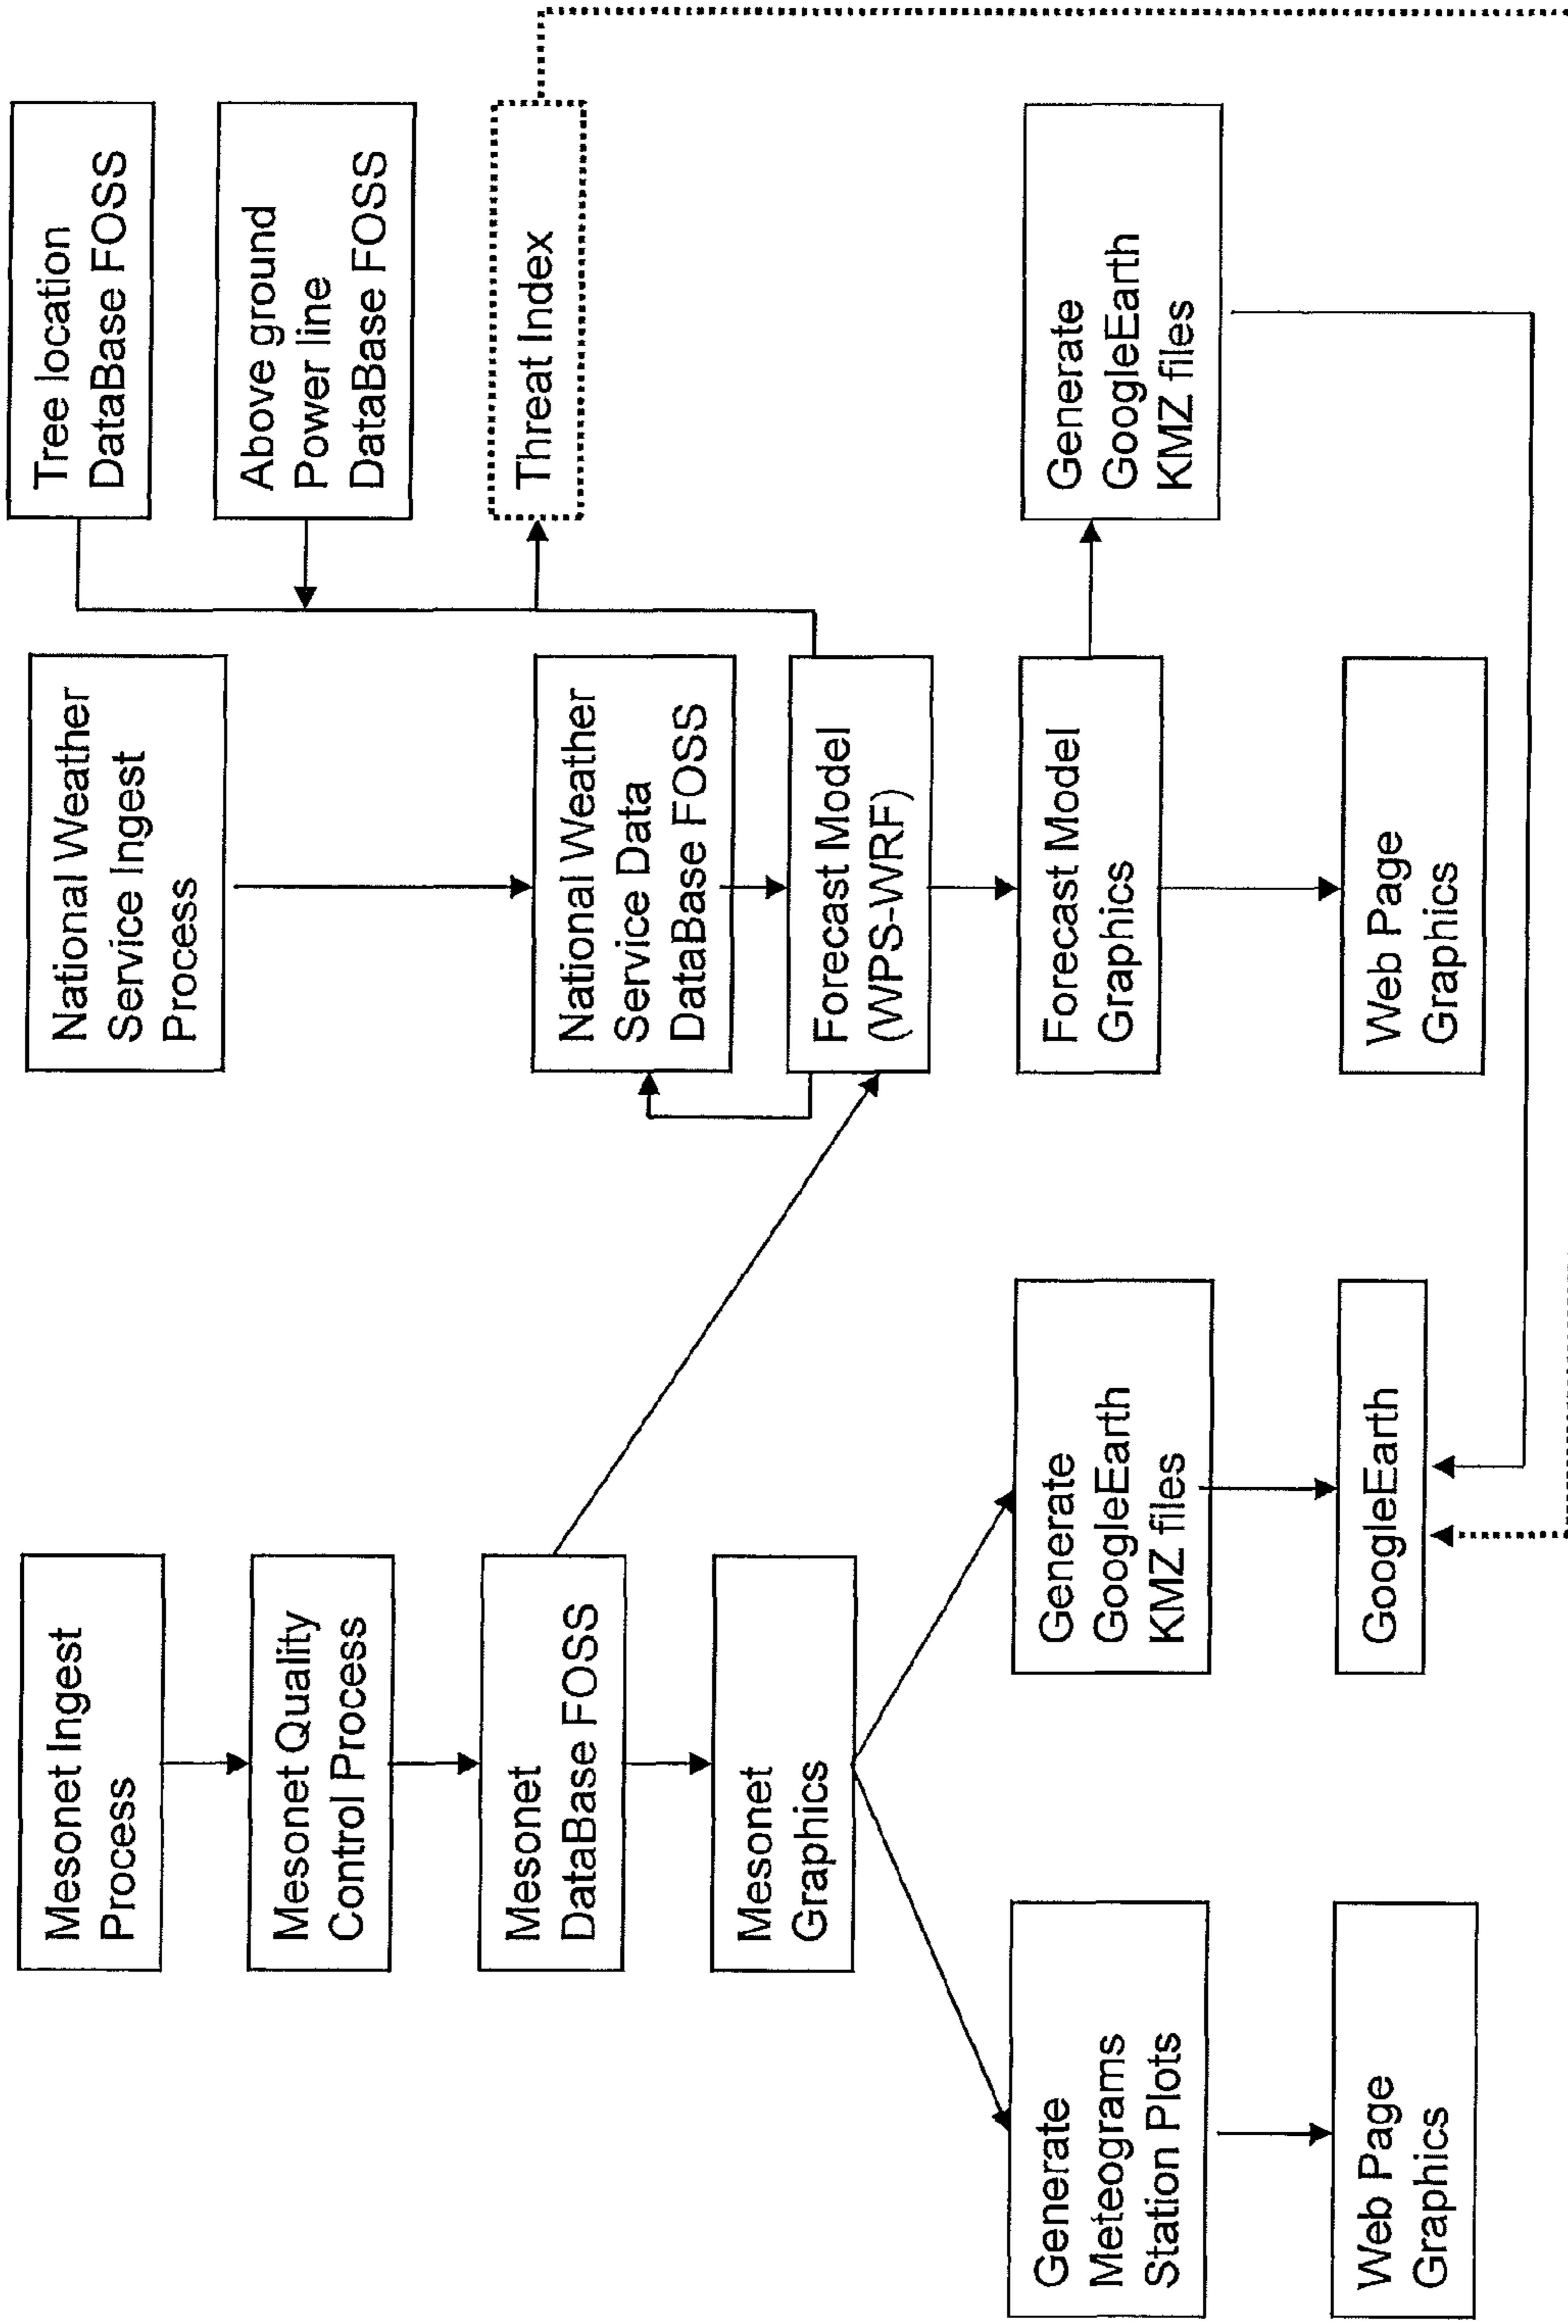 Mesonet Ingest
Process
Mesonet Quality
Control Process
Mesonet
DataBase FOSS
Mesonet
Graphics
Generate
Meteograms
Station Plots
Web Page
Graphics
Generate
GoogleEarth
KMZ files
GoogleEarth
National Weather
Service Ingest
Process
National Weather
Service Data
DataBase FOSS
Forecast Model
(WPS-WRF)
Forecast Model
Graphics
Web Page
Graphics
Tree location
DataBase FOSS
Above ground
Power line
DataBase FOSS
Threat Index
Generate
GoogleEarth
KMZ files